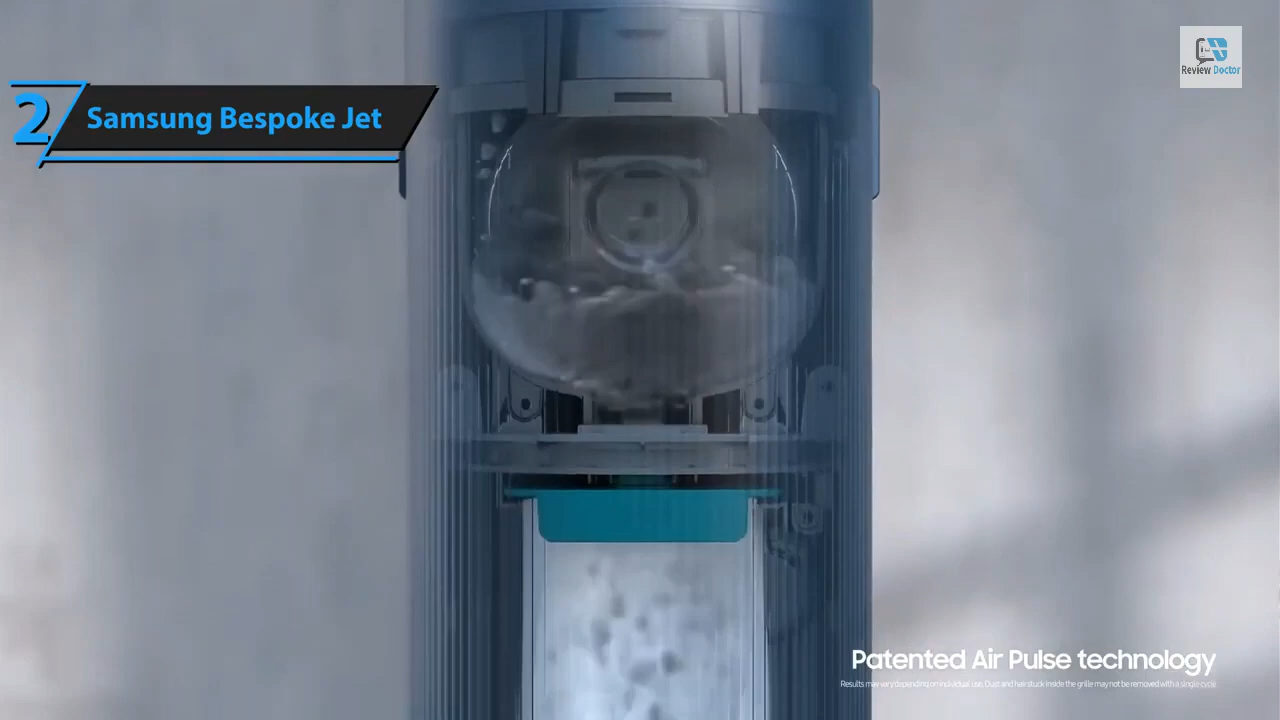 2
Samsung Bespoke Jet
Review Doctor
Patented Air Pulse technology
Results may vary depending on individual use. Dust and hair stuck inside the grille may not be removed with a single cycle